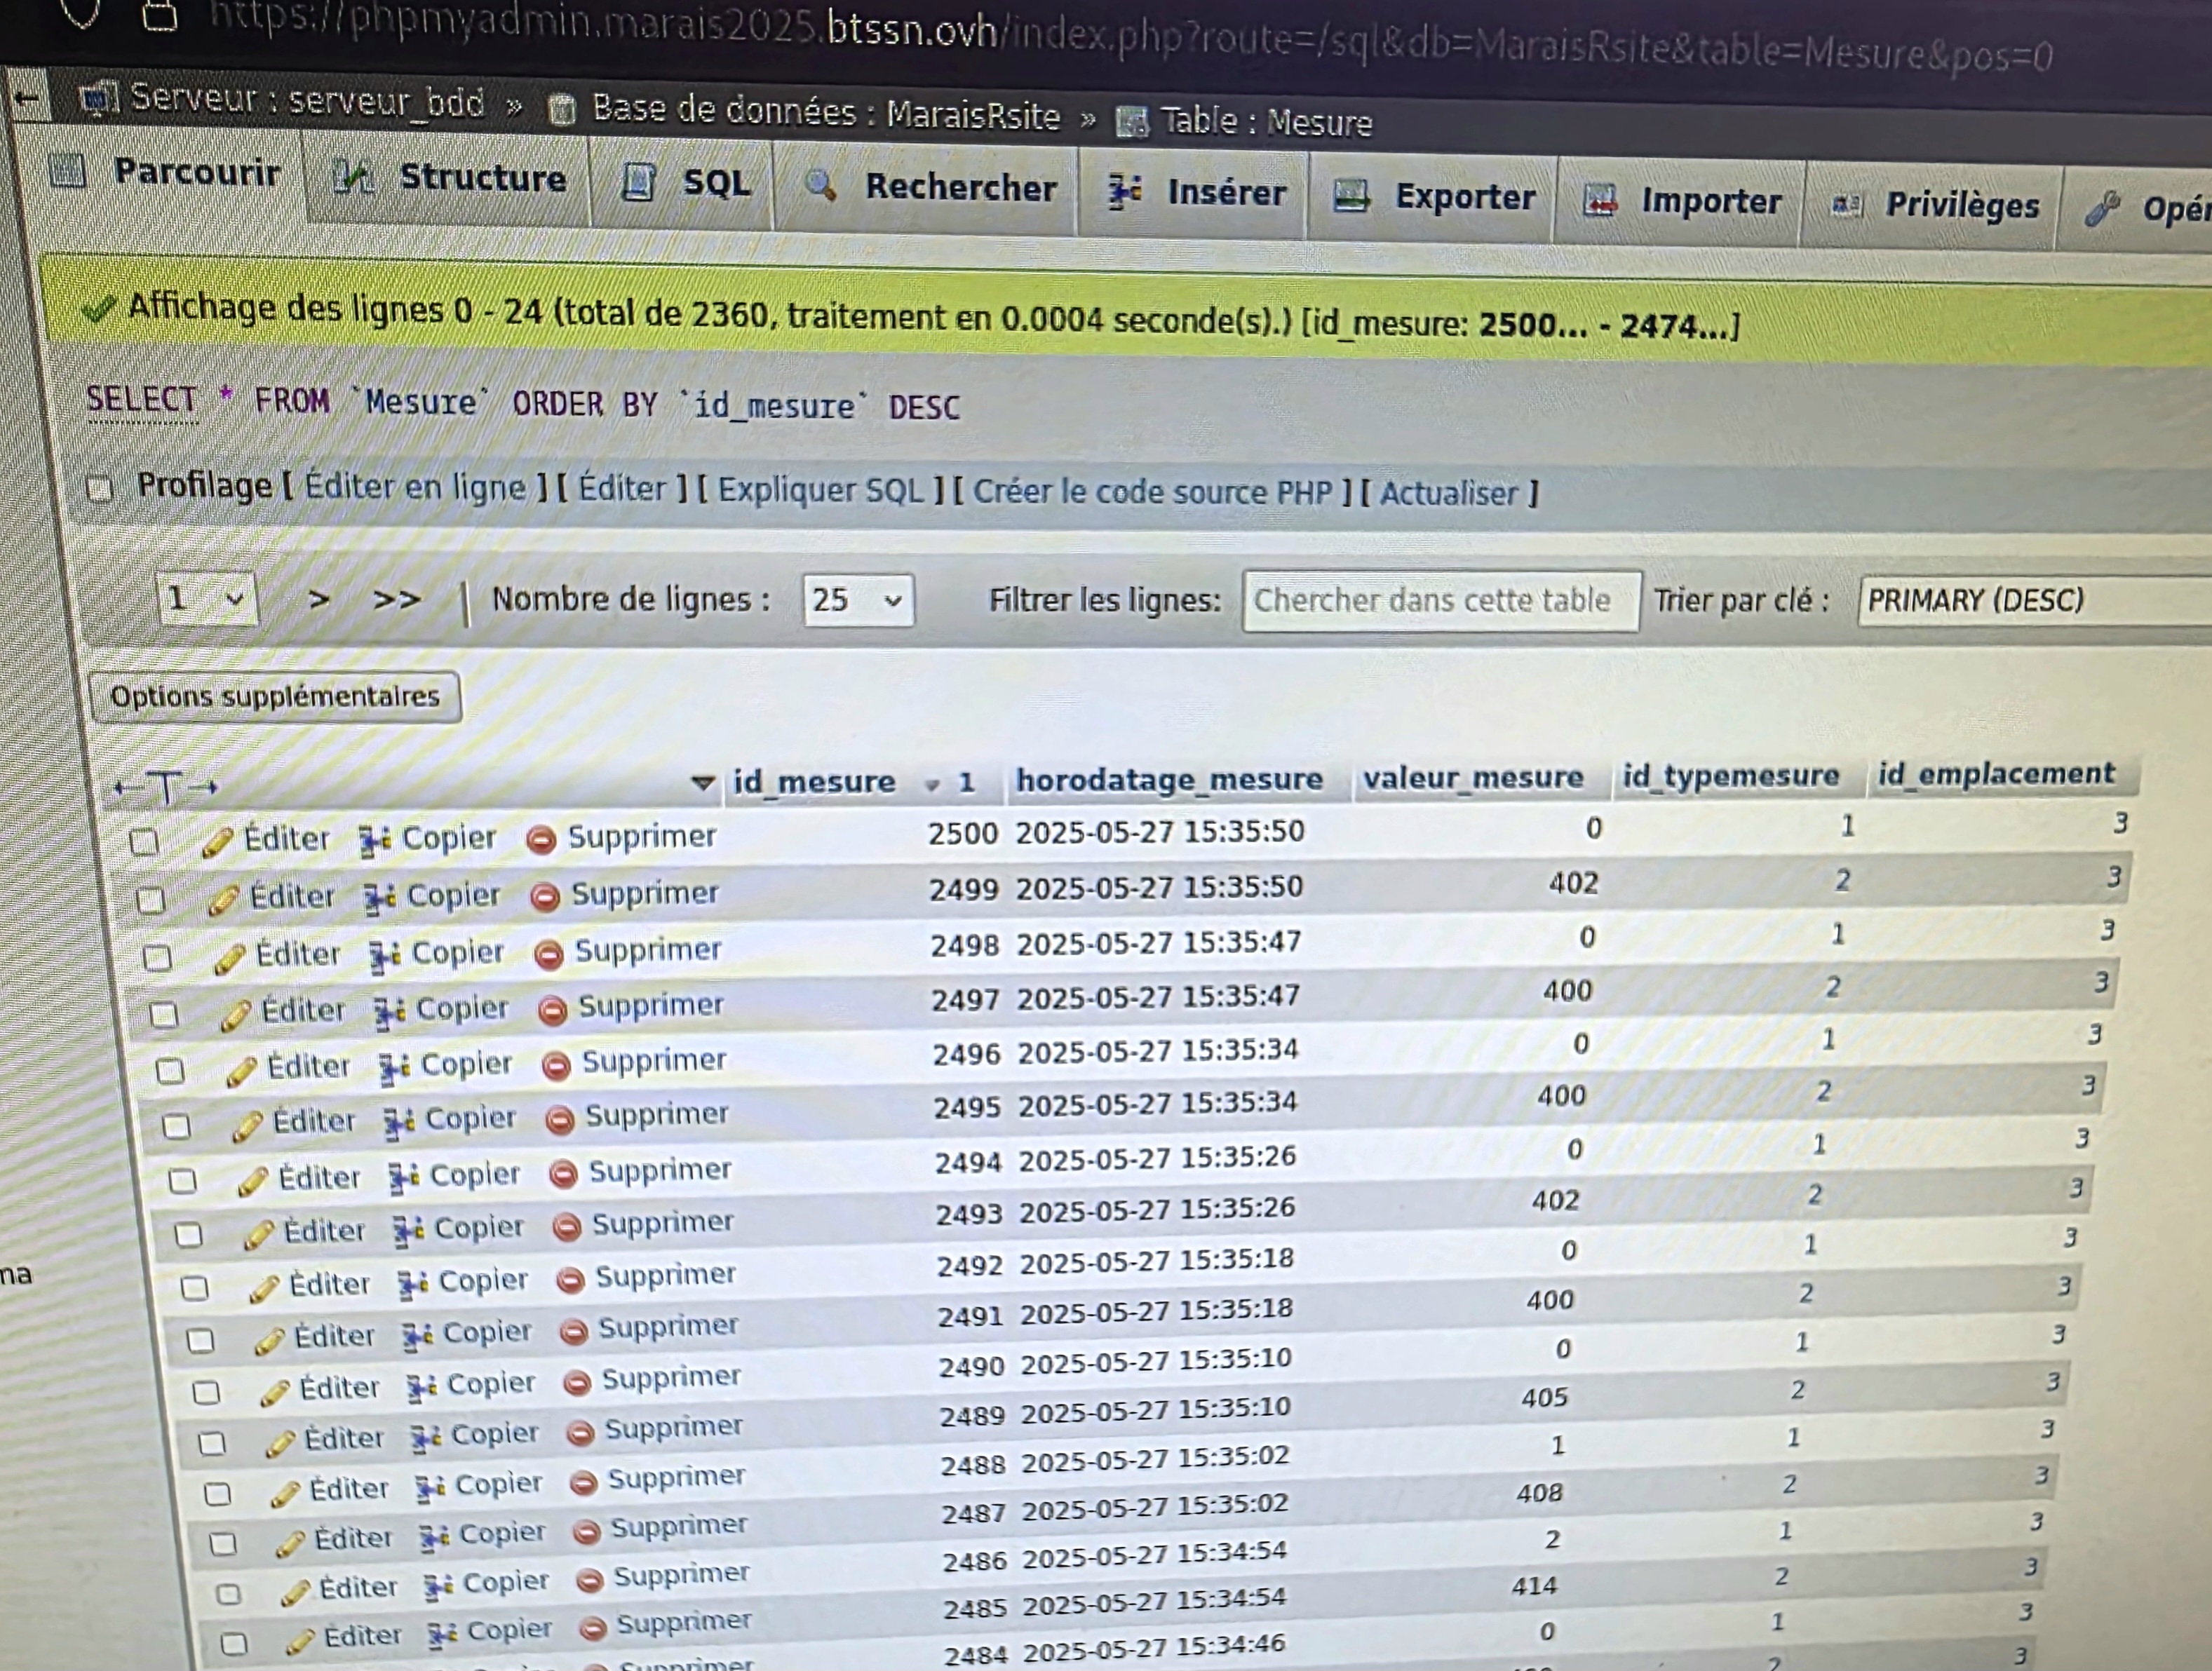 https://phpmyadmin.marais2025.btssn.ovh/index.php?route=/sql&db=MaraisRsite&table=Mesure&pos=0
Serveur : serveur_bdd » Base de données : MaraisRsite » Table : Mesure
Parcourir Structure SQL Rechercher Insérer Exporter Importer Privilèges Opér
Affichage des lignes 0 - 24 (total de 2360, traitement en 0.0004 seconde(s).) [id_mesure: 2500... - 2474...]
SELECT * FROM `Mesure` ORDER BY `id_mesure` DESC
Profilage [ Éditer en ligne ] [ Éditer ] [ Expliquer SQL ] [ Créer le code source PHP ] [ Actualiser ]
1 > >> | Nombre de lignes : 25 Filtrer les lignes: Chercher dans cette table Trier par clé : PRIMARY (DESC)
Options supplémentaires
←T→ id_mesure 1 horodatage_mesure valeur_mesure id_typemesure id_emplacement
Éditer Copier Supprimer 2500 2025-05-27 15:35:50 0 1 3
Éditer Copier Supprimer 2499 2025-05-27 15:35:50 402 2 3
Éditer Copier Supprimer 2498 2025-05-27 15:35:47 0 1 3
Éditer Copier Supprimer 2497 2025-05-27 15:35:47 400 2 3
Éditer Copier Supprimer 2496 2025-05-27 15:35:34 0 1 3
Éditer Copier Supprimer 2495 2025-05-27 15:35:34 400 2 3
Éditer Copier Supprimer 2494 2025-05-27 15:35:26 0 1 3
Éditer Copier Supprimer 2493 2025-05-27 15:35:26 402 2 3
na
Éditer Copier Supprimer 2492 2025-05-27 15:35:18 0 1 3
Éditer Copier Supprimer 2491 2025-05-27 15:35:18 400 2 3
Éditer Copier Supprimer 2490 2025-05-27 15:35:10 0 1 3
Éditer Copier Supprimer 2489 2025-05-27 15:35:10 405 2 3
Éditer Copier Supprimer 2488 2025-05-27 15:35:02 1 1 3
Éditer Copier Supprimer 2487 2025-05-27 15:35:02 408 2 3
Éditer Copier Supprimer 2486 2025-05-27 15:34:54 2 1 3
Éditer Copier Supprimer 2485 2025-05-27 15:34:54 414 2 3
Éditer Copier Supprimer 2484 2025-05-27 15:34:46 0 1 3
Supprimer 2 3